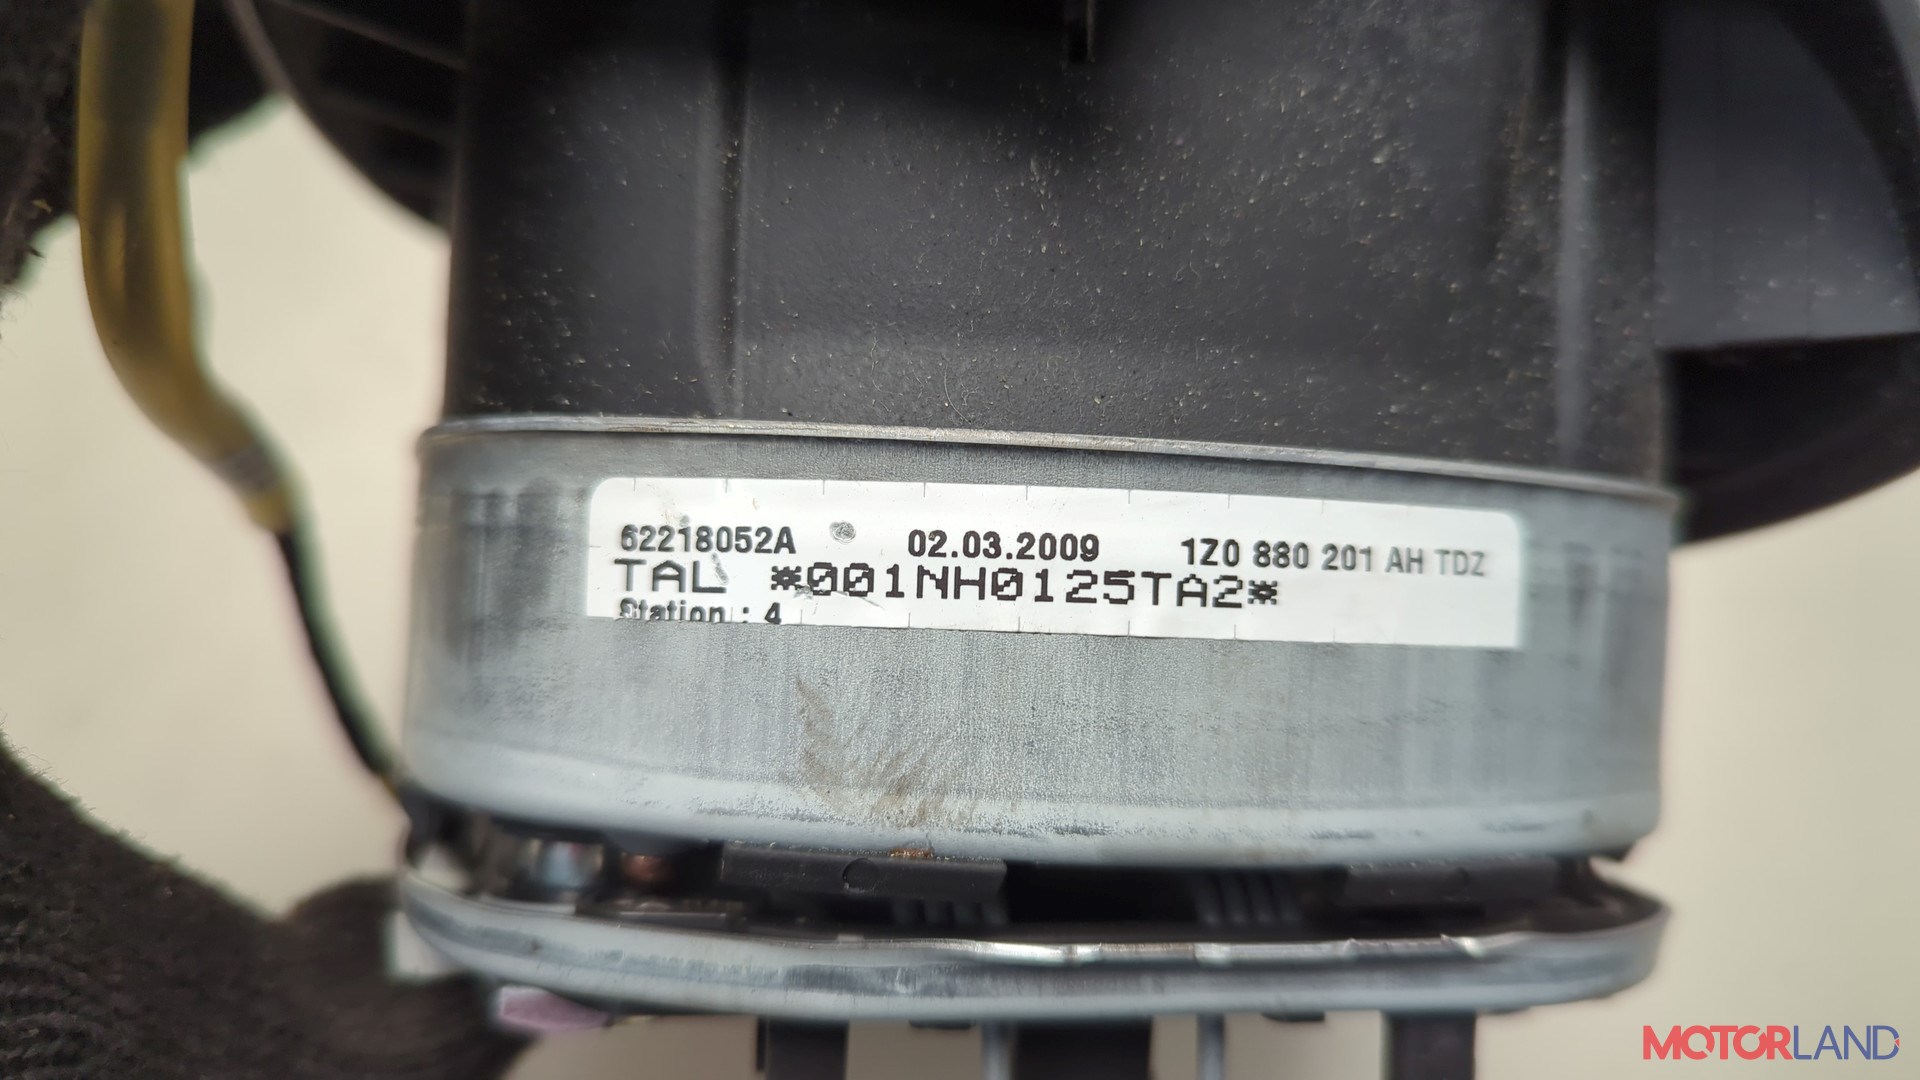 62218052A 02.03.2009 1Z0 880 201 AH TDZ
TAL *001NH0125TA2*
Station : 4
MOTORLAND